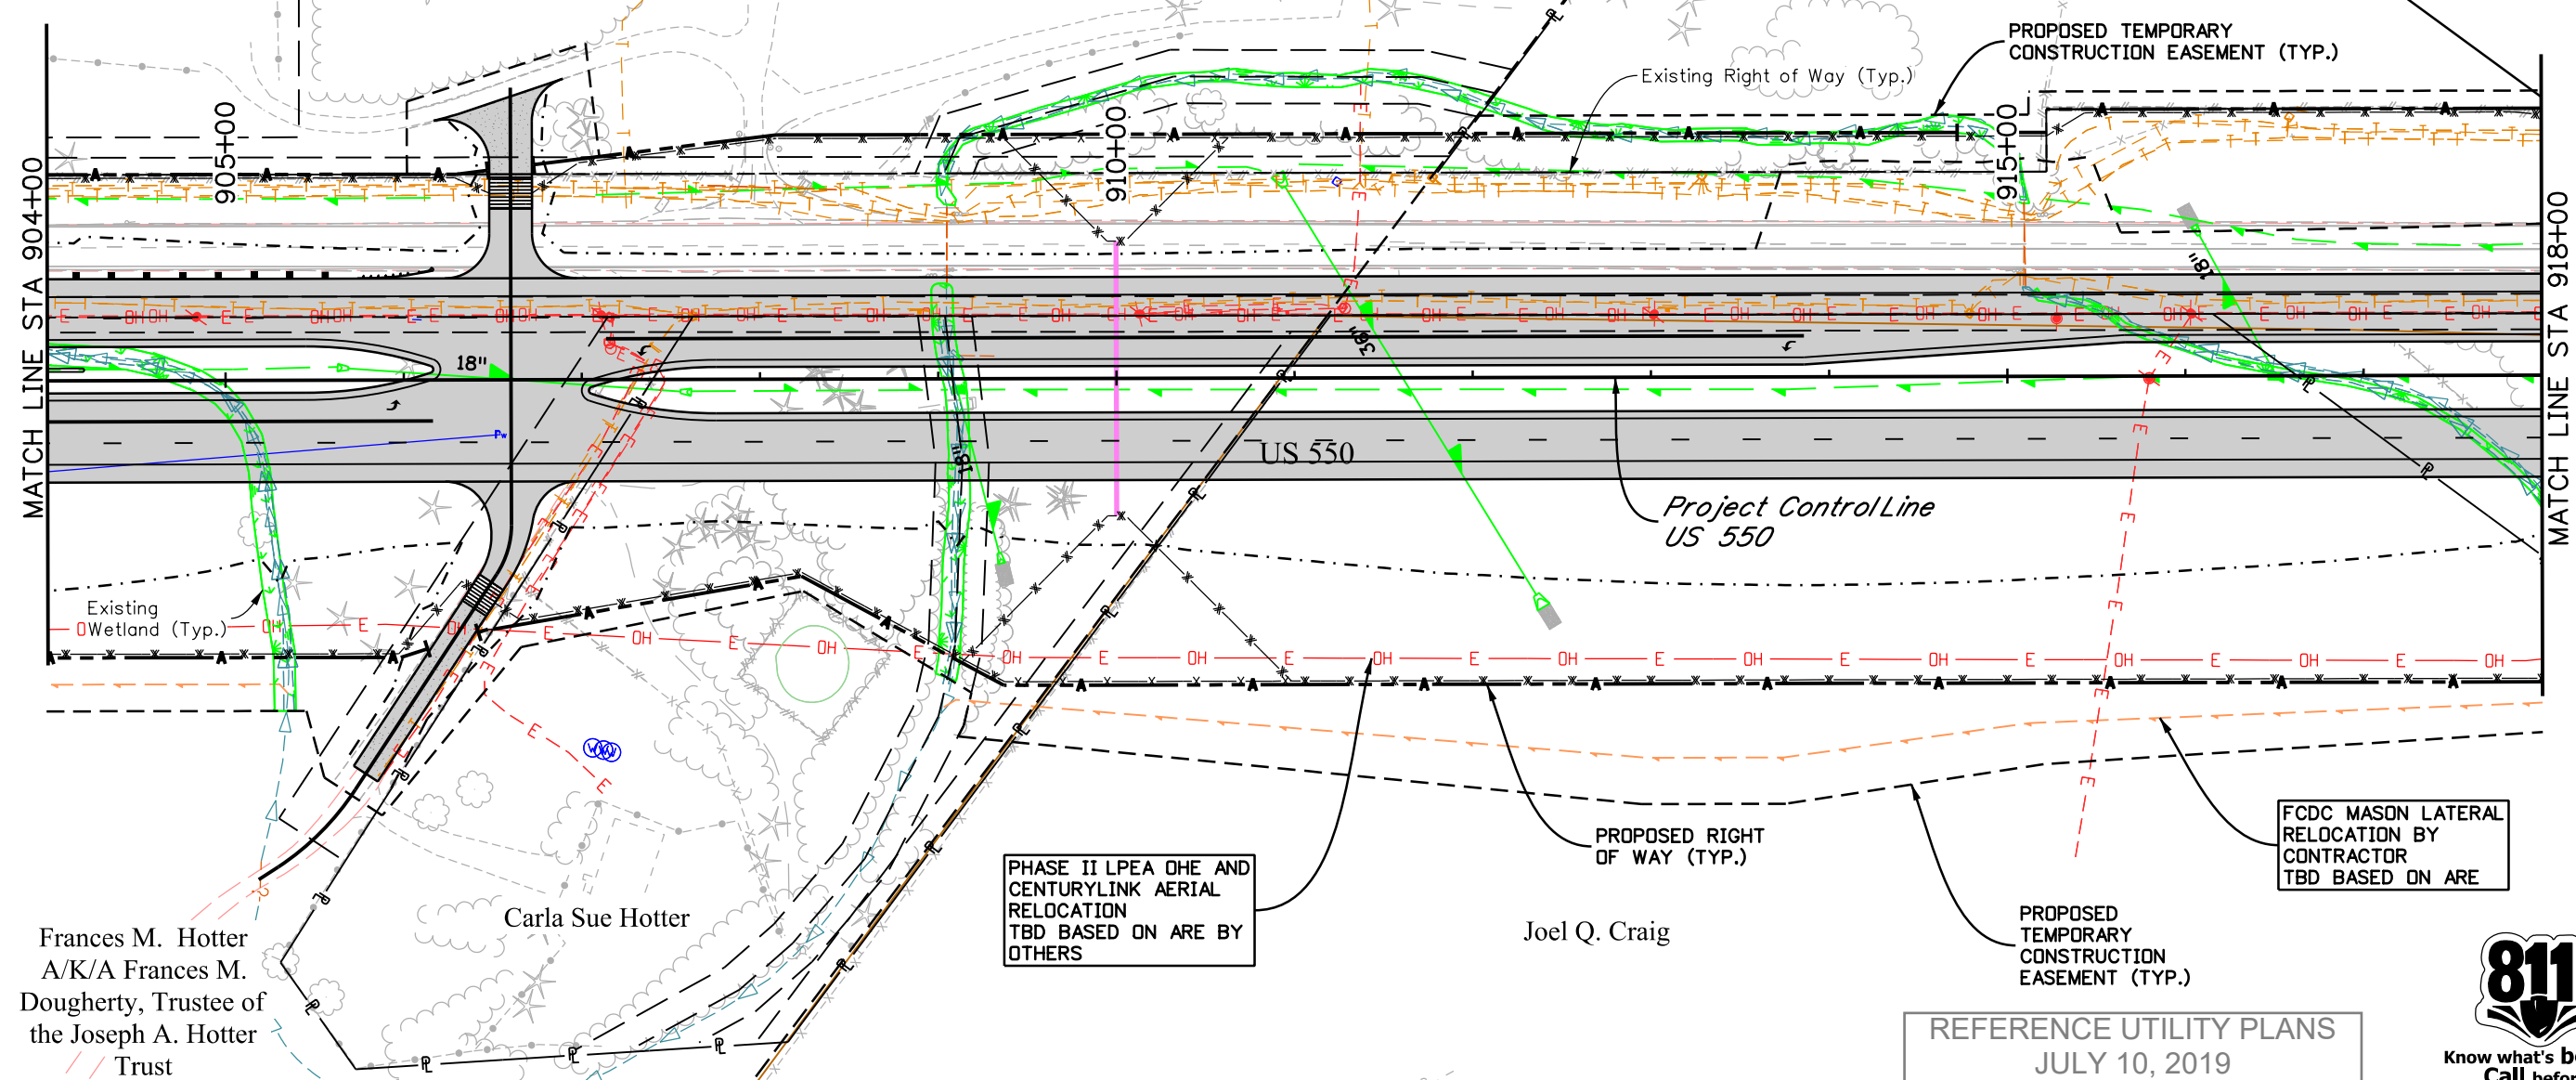 PROPOSED TEMPORARY
CONSTRUCTION EASEMENT (TYP.)
Existing Right of Way (Typ.)
905+00
910+00
915+00
MATCH LINE STA 904+00
MATCH LINE STA 918+00
18"
18"
36"
18"
US 550
Project Control Line
US 550
Existing
Wetland (Typ.)
PHASE II LPEA OHE AND
CENTURYLINK AERIAL
RELOCATION
TBD BASED ON ARE BY
OTHERS
PROPOSED RIGHT
OF WAY (TYP.)
FCDC MASON LATERAL
RELOCATION BY
CONTRACTOR
TBD BASED ON ARE
PROPOSED
TEMPORARY
CONSTRUCTION
EASEMENT (TYP.)
Carla Sue Hotter
Joel Q. Craig
Frances M. Hotter
A/K/A Frances M.
Dougherty, Trustee of
the Joseph A. Hotter
Trust
REFERENCE UTILITY PLANS
JULY 10, 2019
811
Know what's b
Call befor